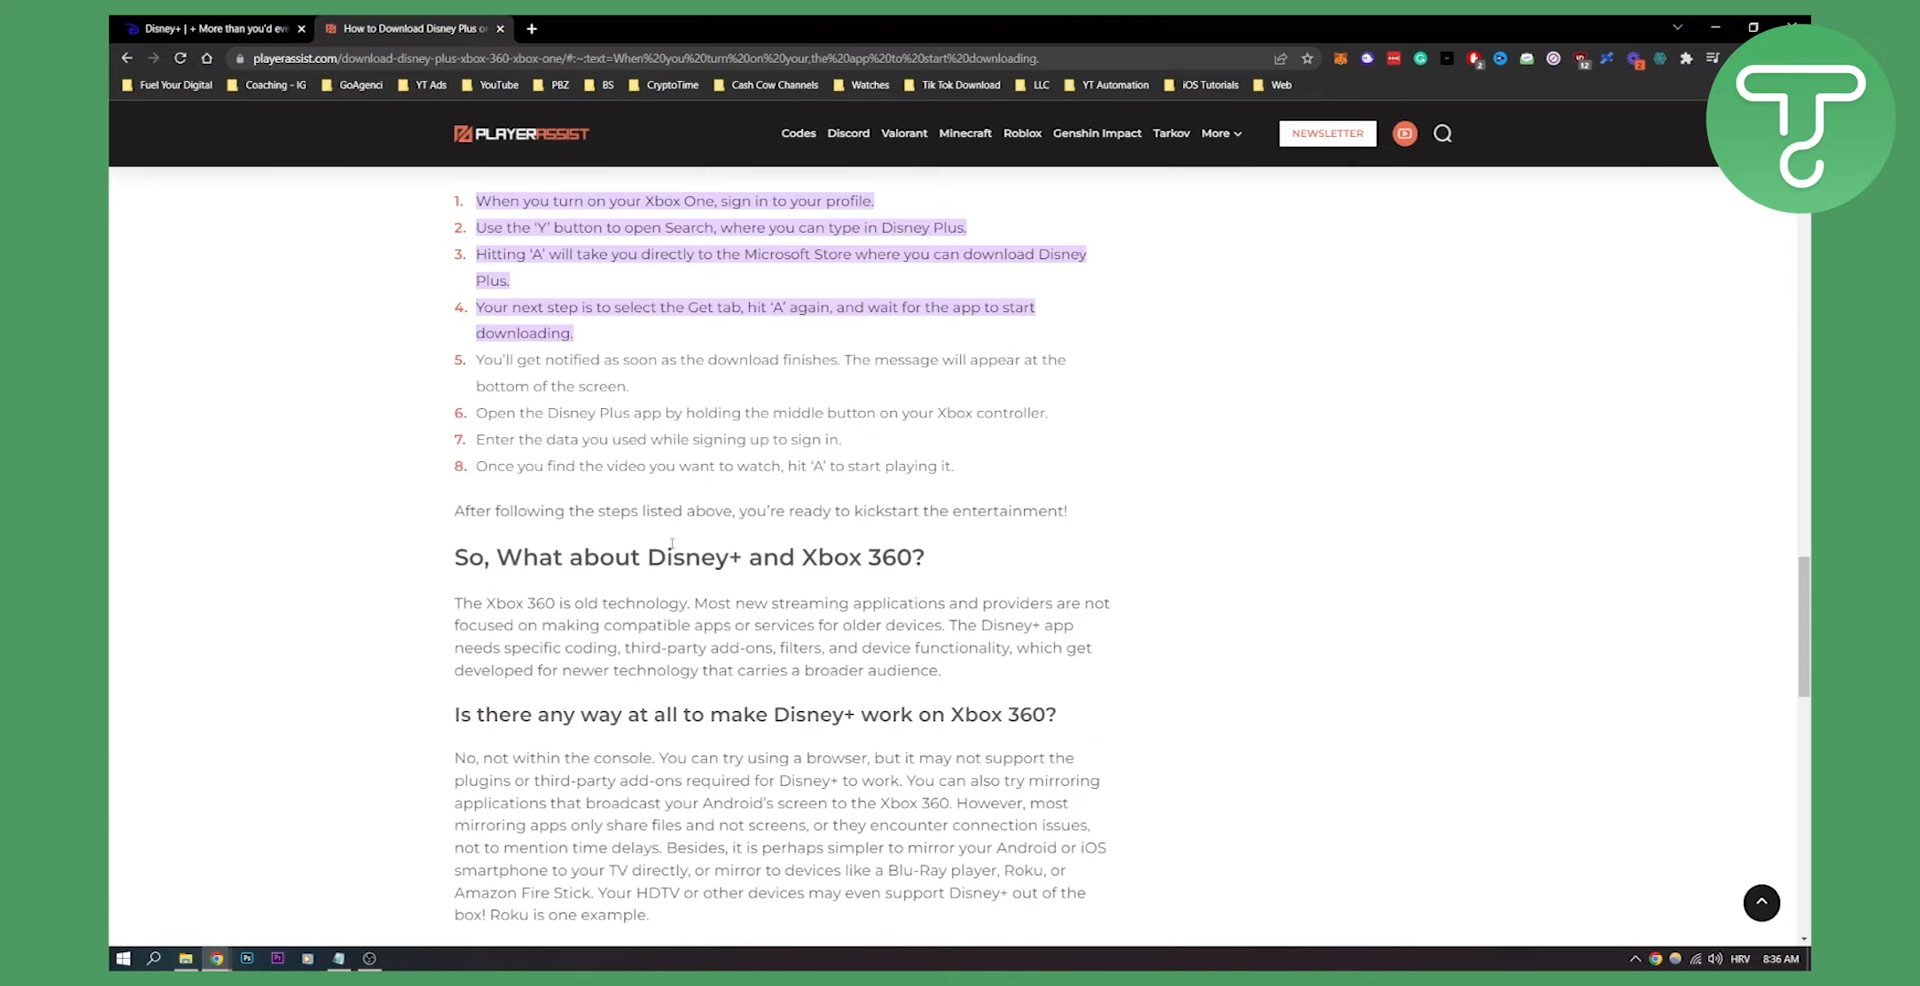 Disney+ | + More than you'd eve
How to Download Disney Plus on
playerassist.com/download-disney-plus-xbox-360-xbox-one/#:~:text=When%20you%20turn%20on%20your,the%20app%20to%20start%20downloading.
Fuel Your Digital Coaching - IG GoAgenci YT Ads YouTube PBZ BS CryptoTime Cash Cow Channels Watches Tik Tok Download LLC YT Automation iOS Tutorials Web
PLAYERASSIST Codes Discord Valorant Minecraft Roblox Genshin Impact Tarkov More NEWSLETTER
1. When you turn on your Xbox One, sign in to your profile.
2. Use the ‘Y’ button to open Search, where you can type in Disney Plus.
3. Hitting ‘A’ will take you directly to the Microsoft Store where you can download Disney
Plus.
4. Your next step is to select the Get tab, hit ‘A’ again, and wait for the app to start
downloading.
5. You’ll get notified as soon as the download finishes. The message will appear at the
bottom of the screen.
6. Open the Disney Plus app by holding the middle button on your Xbox controller.
7. Enter the data you used while signing up to sign in.
8. Once you find the video you want to watch, hit ‘A’ to start playing it.
After following the steps listed above, you’re ready to kickstart the entertainment!
So, What about Disney+ and Xbox 360?
The Xbox 360 is old technology. Most new streaming applications and providers are not
focused on making compatible apps or services for older devices. The Disney+ app
needs specific coding, third-party add-ons, filters, and device functionality, which get
developed for newer technology that carries a broader audience.
Is there any way at all to make Disney+ work on Xbox 360?
No, not within the console. You can try using a browser, but it may not support the
plugins or third-party add-ons required for Disney+ to work. You can also try mirroring
applications that broadcast your Android’s screen to the Xbox 360. However, most
mirroring apps only share files and not screens, or they encounter connection issues,
not to mention time delays. Besides, it is perhaps simpler to mirror your Android or iOS
smartphone to your TV directly, or mirror to devices like a Blu-Ray player, Roku, or
Amazon Fire Stick. Your HDTV or other devices may even support Disney+ out of the
box! Roku is one example.
Ps Pr HRV 8:36 AM